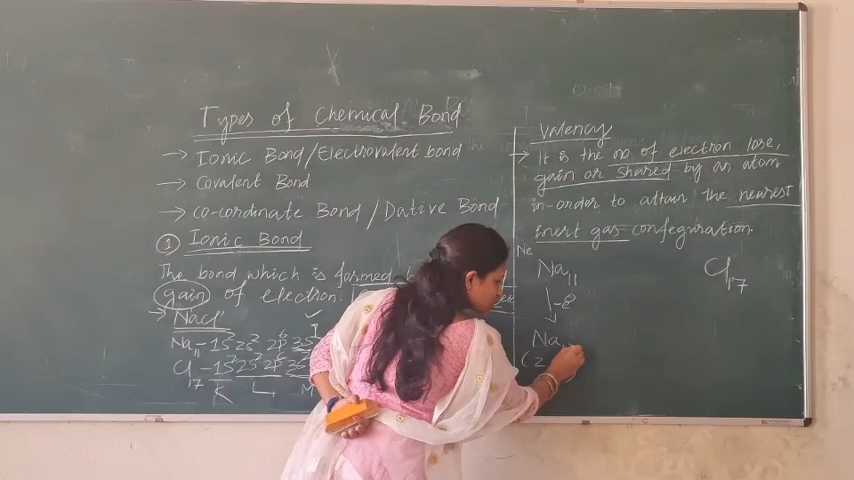 Types of Chemical Bond
→ Ionic Bond/Electrovalent bond
→ Covalent Bond
→ co-cordinate Bond/Dative Bond
① Ionic Bond
The bond which is formed
gain of electron.
→ NaCl
Na₁₁ - 1S² 2S² 2P⁶ 3S
Cl₁₇ - 1S² 2S² 2P⁶ 3S
K L M
Valency
→ It is the no. of electron lose,
gain or shared by an atom
in-order to attain the nearest
inert gas configuration.
Ne
Na₁₁
Cl₁₇
↓-e
Na
(2